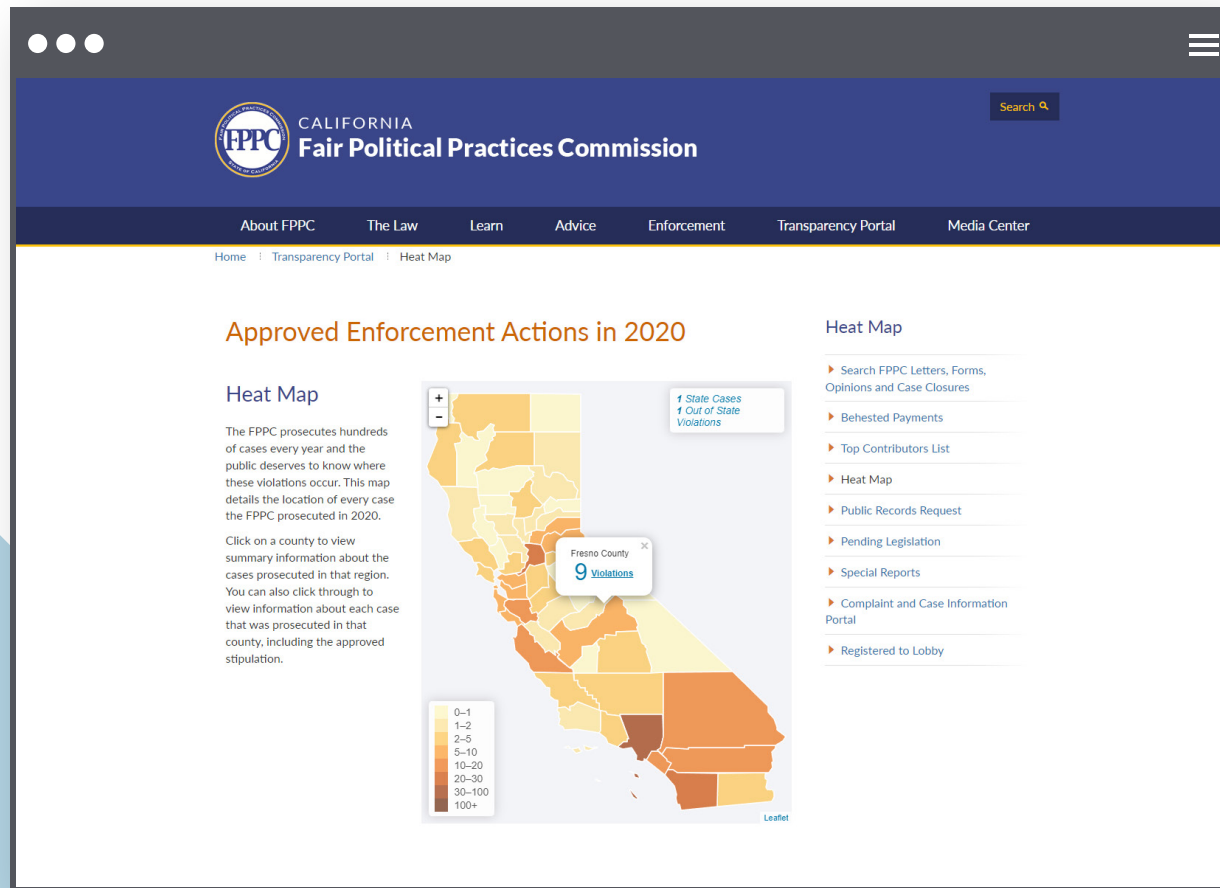 Search
FAIR POLITICAL PRACTICES COMMISSION
FPPC
STATE OF CALIFORNIA
CALIFORNIA
Fair Political Practices Commission
About FPPC The Law Learn Advice Enforcement Transparency Portal Media Center
Home Transparency Portal Heat Map
Approved Enforcement Actions in 2020
Heat Map
The FPPC prosecutes hundreds
of cases every year and the
public deserves to know where
these violations occur. This map
details the location of every case
the FPPC prosecuted in 2020.
Click on a county to view
summary information about the
cases prosecuted in that region.
You can also click through to
view information about each case
that was prosecuted in that
county, including the approved
stipulation.
+
−
1 State Cases
1 Out of State
Violations
Fresno County ×
9 Violations
0–1
1–2
2–5
5–10
10–20
20–30
30–100
100+
Leaflet
Heat Map
Search FPPC Letters, Forms,
Opinions and Case Closures
Behested Payments
Top Contributors List
Heat Map
Public Records Request
Pending Legislation
Special Reports
Complaint and Case Information
Portal
Registered to Lobby